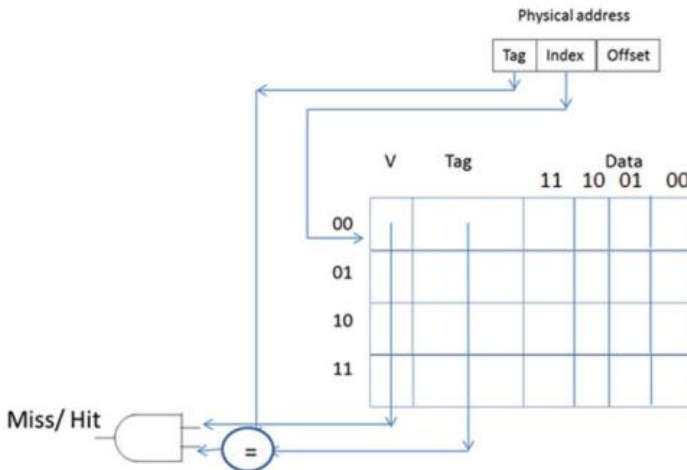 Physical address
Tag Index Offset
V Tag Data
11 10 01 00
00
01
10
11
Miss/ Hit
=